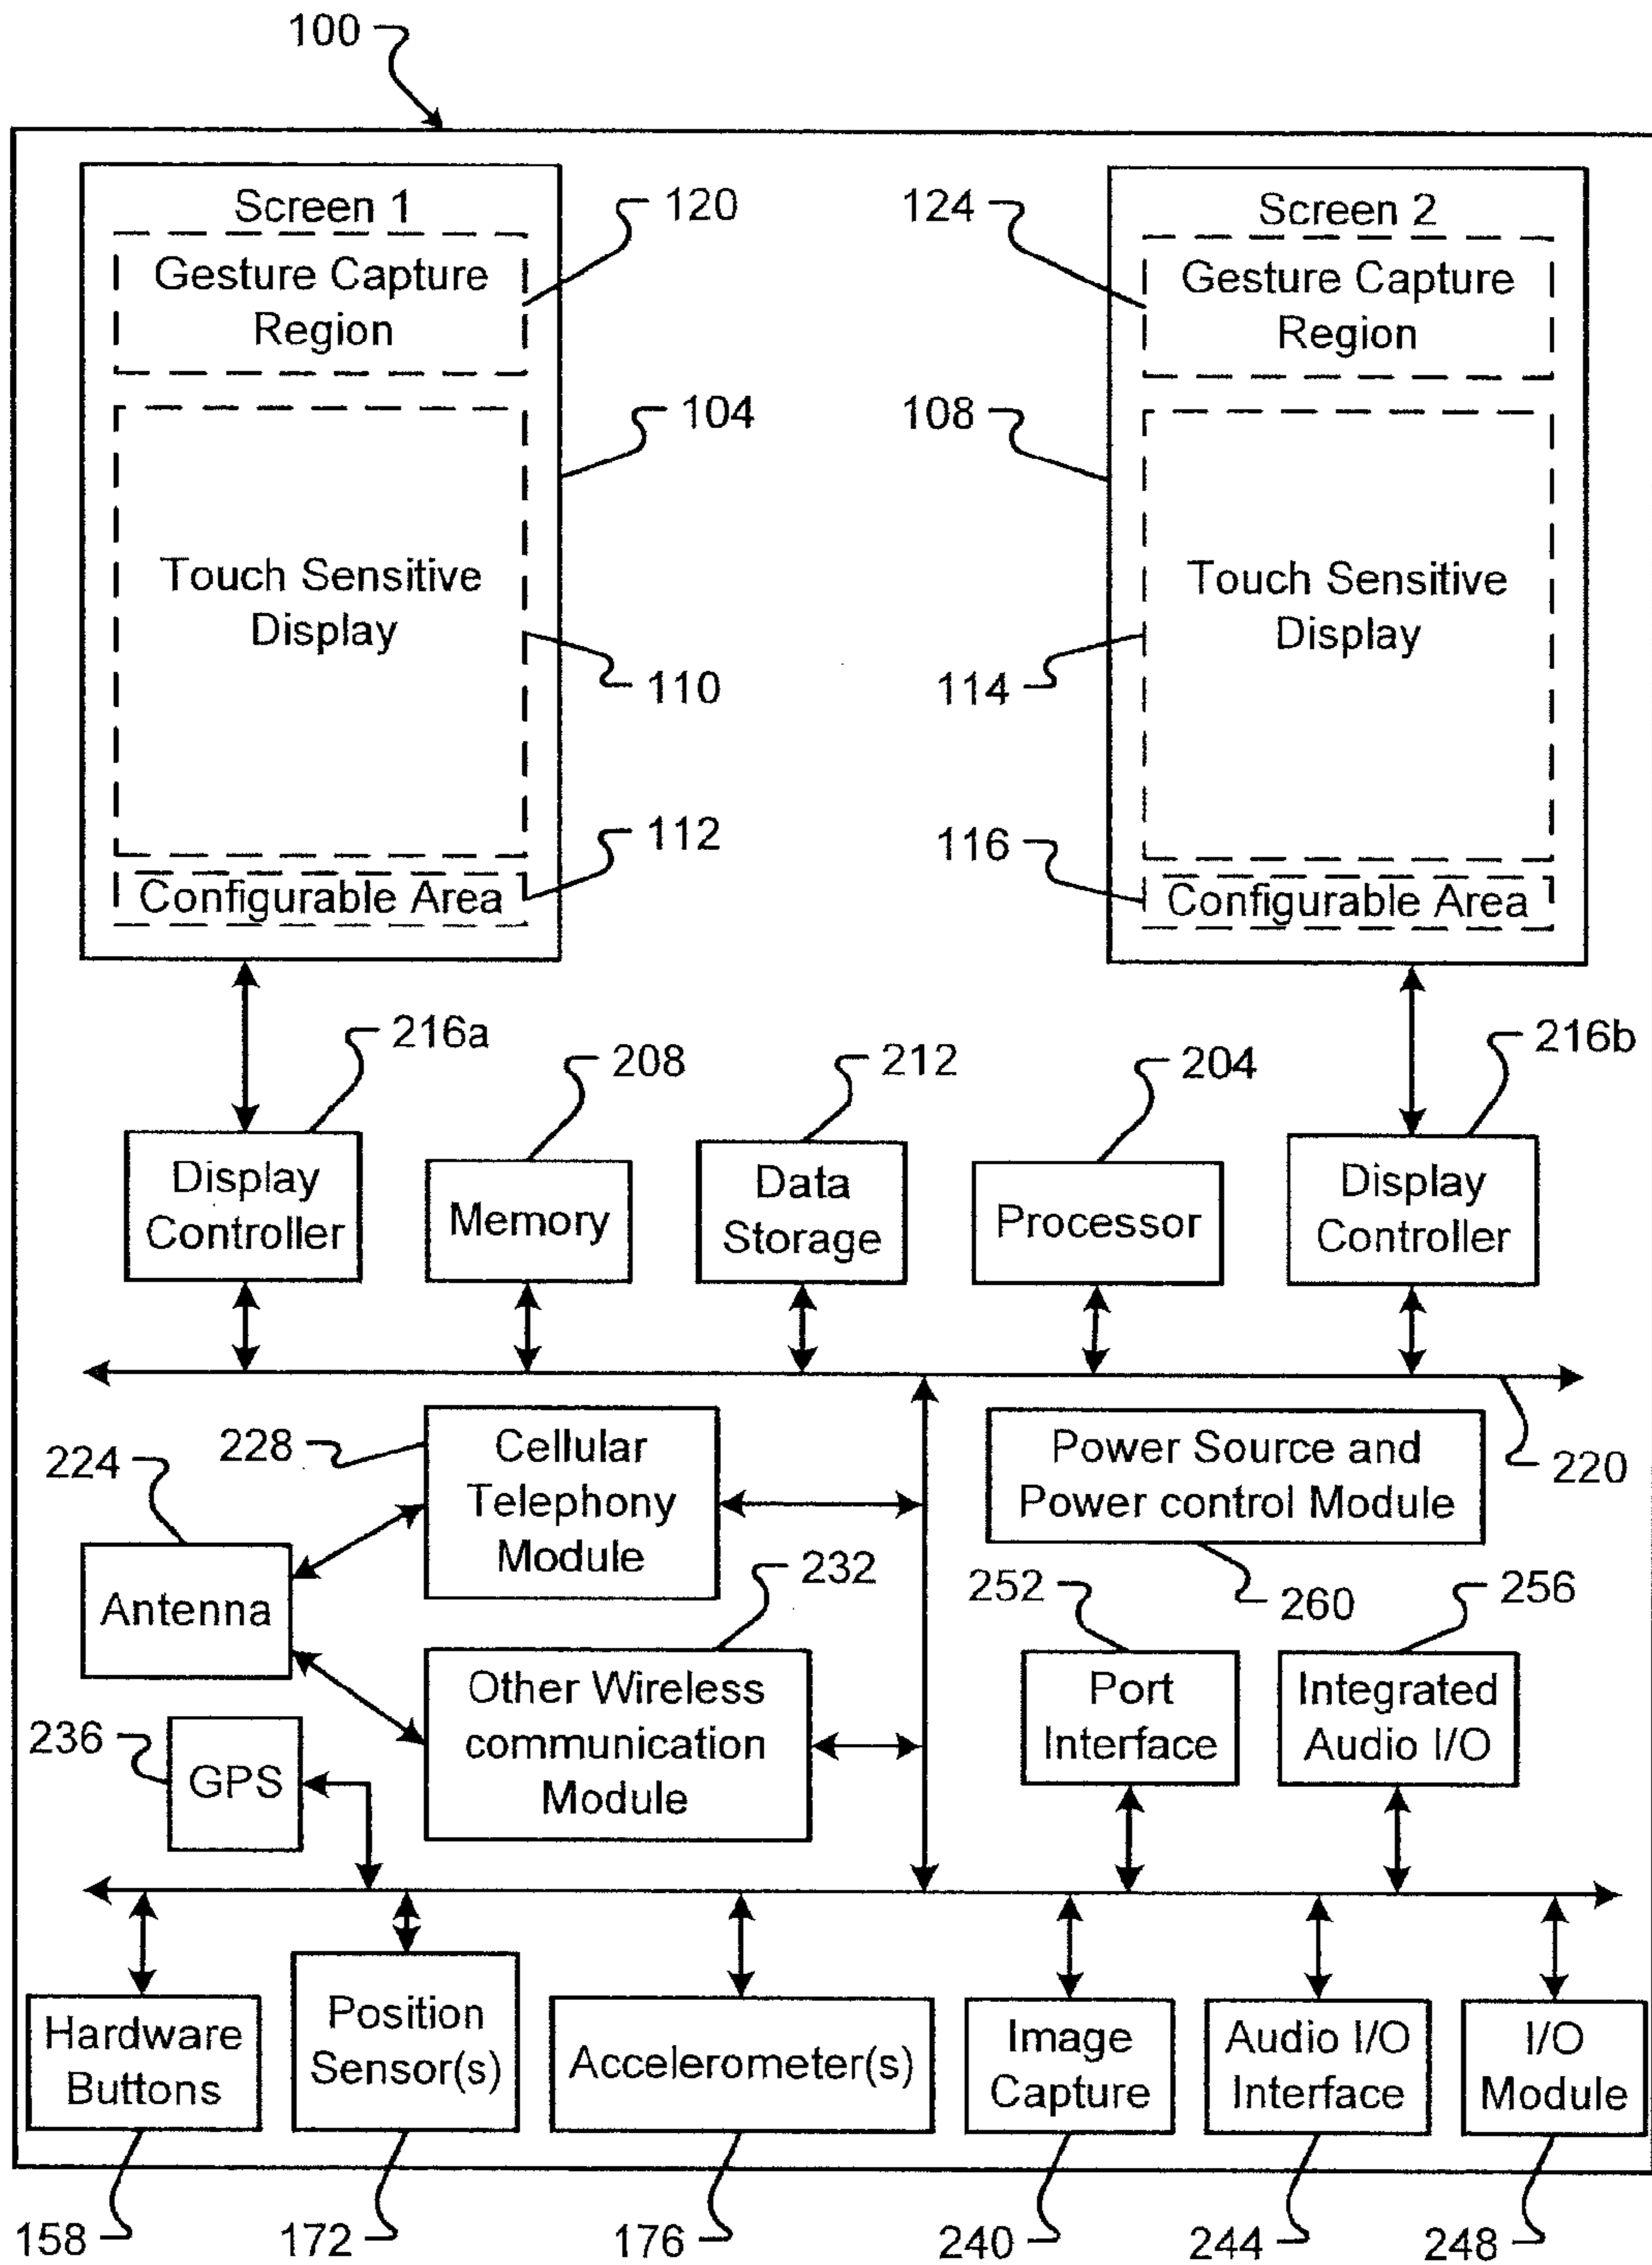 100
Screen 1
120
124
Screen 2
Gesture Capture
Region
Gesture Capture
Region
104
108
Touch Sensitive
Display
Touch Sensitive
Display
110
114
112
116
Configurable Area
Configurable Area
216a
208
212
204
216b
Display
Controller
Memory
Data
Storage
Processor
Display
Controller
228
Cellular
Telephony
Module
Power Source and
Power control Module
220
224
Antenna
232
252
260
256
Other Wireless
communication
Module
Port
Interface
Integrated
Audio I/O
236
GPS
Hardware
Buttons
Position
Sensor(s)
Accelerometer(s)
Image
Capture
Audio I/O
Interface
I/O
Module
158
172
176
240
244
248